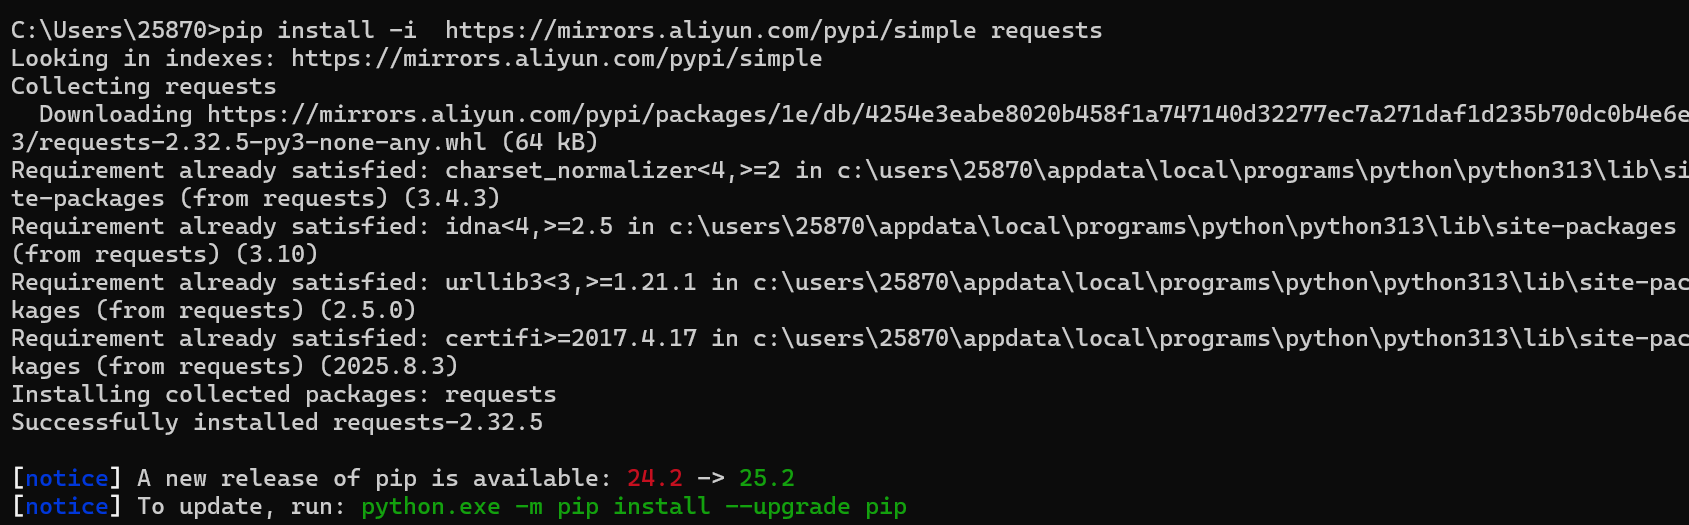 C:\Users\25870>pip install -i  https://mirrors.aliyun.com/pypi/simple requests
Looking in indexes: https://mirrors.aliyun.com/pypi/simple
Collecting requests
  Downloading https://mirrors.aliyun.com/pypi/packages/1e/db/4254e3eabe8020b458f1a747140d32277ec7a271daf1d235b70dc0b4e6e
3/requests-2.32.5-py3-none-any.whl (64 kB)
Requirement already satisfied: charset_normalizer<4,>=2 in c:\users\25870\appdata\local\programs\python\python313\lib\si
te-packages (from requests) (3.4.3)
Requirement already satisfied: idna<4,>=2.5 in c:\users\25870\appdata\local\programs\python\python313\lib\site-packages
(from requests) (3.10)
Requirement already satisfied: urllib3<3,>=1.21.1 in c:\users\25870\appdata\local\programs\python\python313\lib\site-pac
kages (from requests) (2.5.0)
Requirement already satisfied: certifi>=2017.4.17 in c:\users\25870\appdata\local\programs\python\python313\lib\site-pac
kages (from requests) (2025.8.3)
Installing collected packages: requests
Successfully installed requests-2.32.5

[notice] A new release of pip is available: 24.2 -> 25.2
[notice] To update, run: python.exe -m pip install --upgrade pip